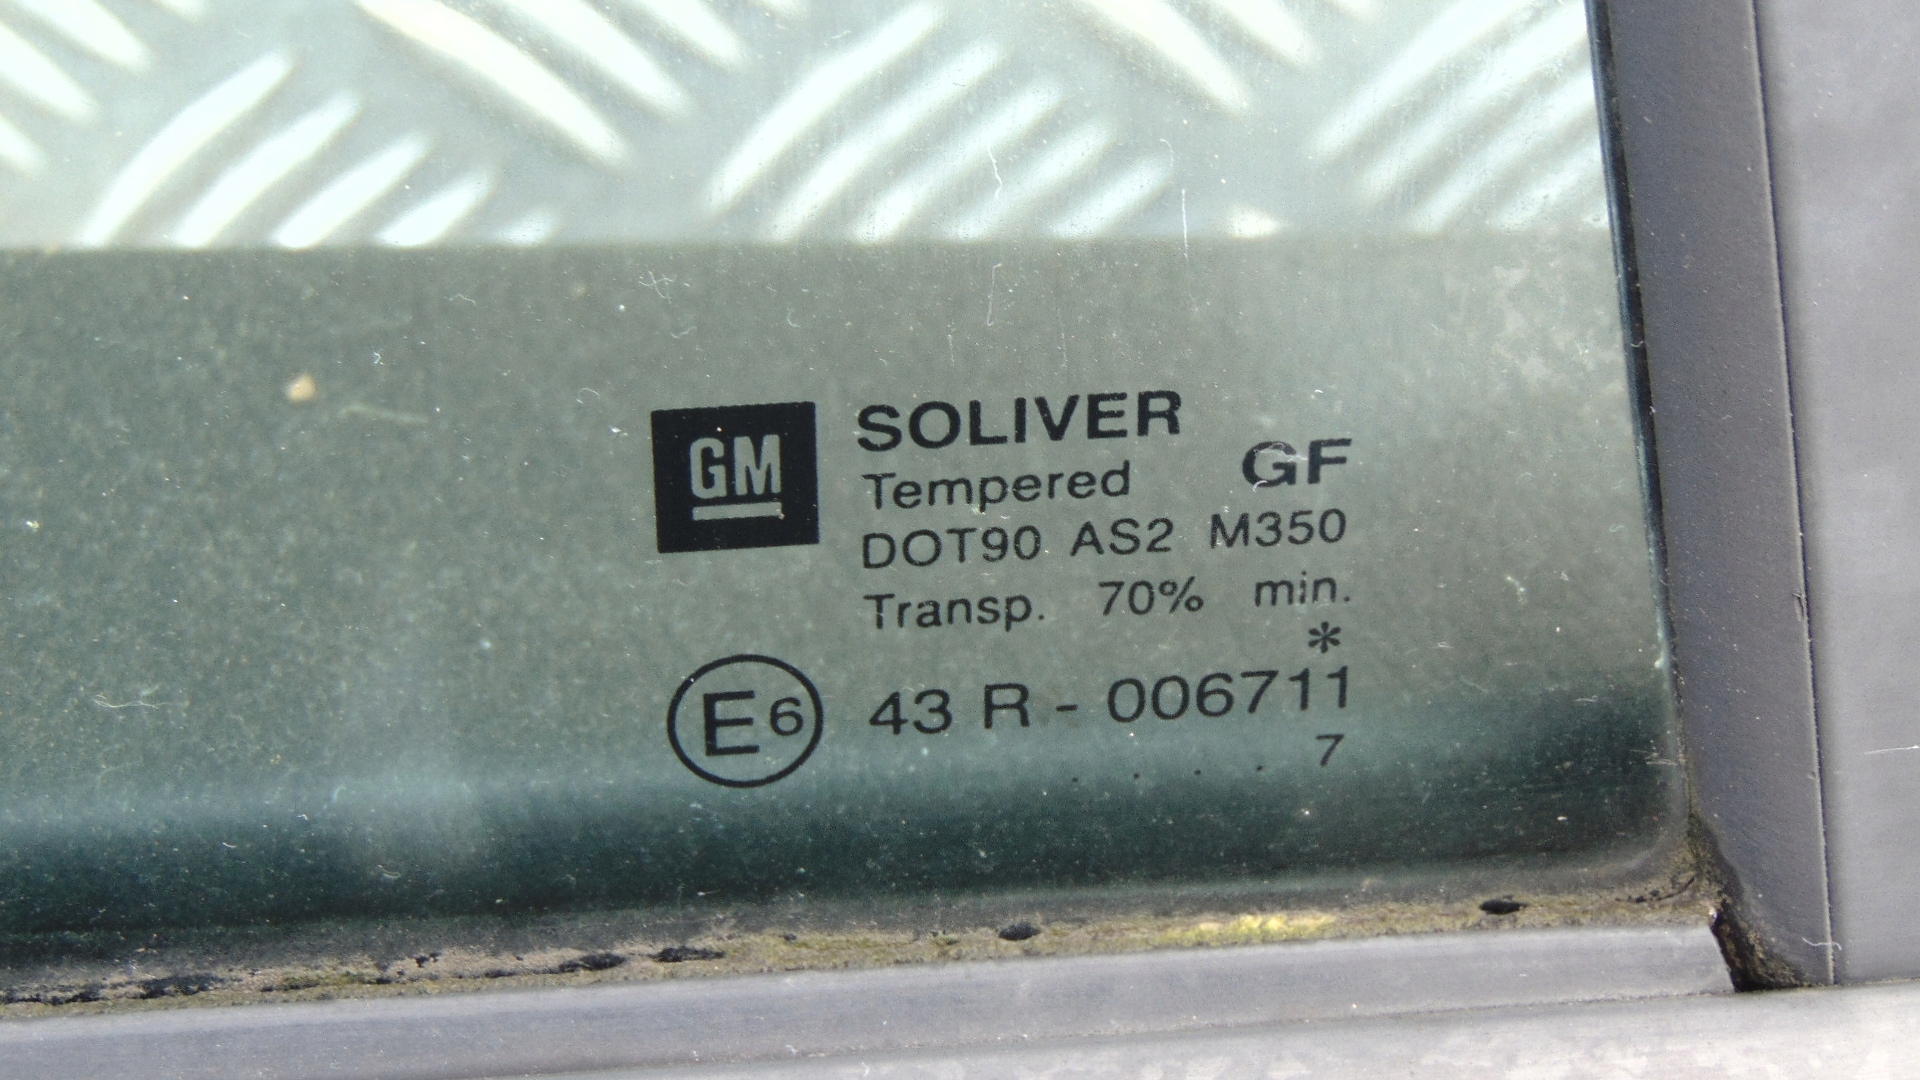 GM
SOLIVER
Tempered GF
DOT90 AS2 M350
Transp. 70% min.
*
E6 43 R - 006711
. . . . 7